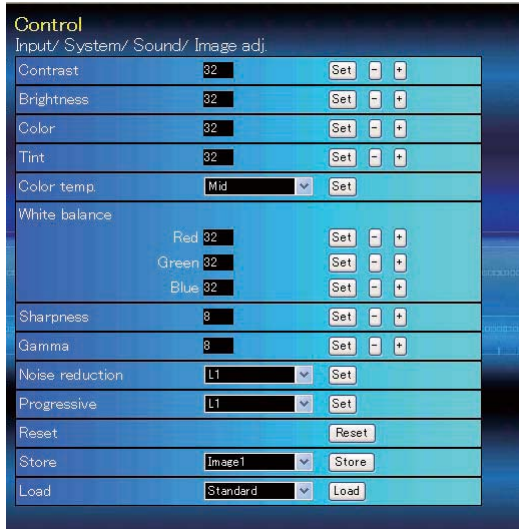 Control
Input/ System/ Sound/ Image adj.
Contrast 32 Set - +
Brightness 32 Set - +
Color 32 Set - +
Tint 32 Set - +
Color temp. Mid Set
White balance
Red 32 Set - +
Green 32 Set - +
Blue 32 Set - +
Sharpness 8 Set - +
Gamma 8 Set - +
Noise reduction L1 Set
Progressive L1 Set
Reset Reset
Store Image1 Store
Load Standard Load